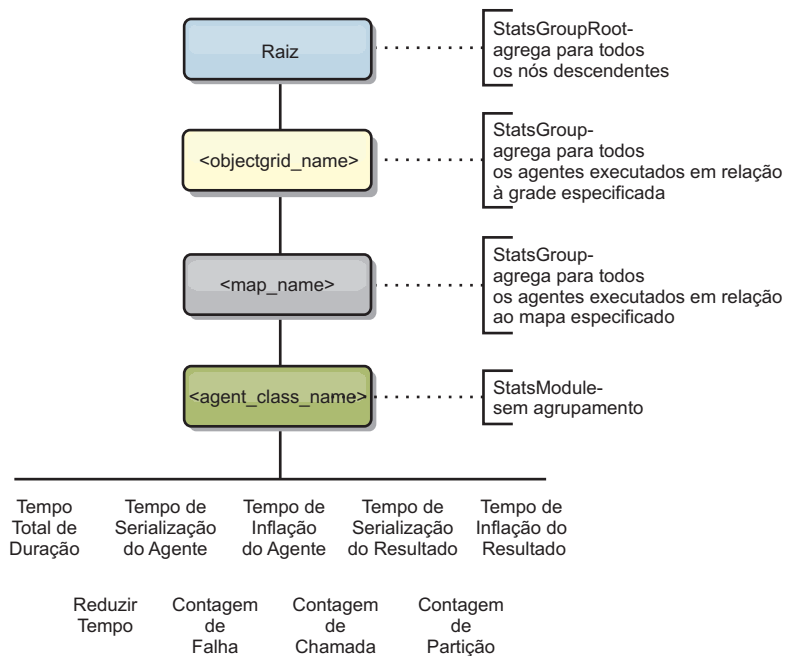 Raiz
StatsGroupRoot-
agrega para todos
os nós descendentes
<objectgrid_name>
StatsGroup-
agrega para todos
os agentes executados em relação
à grade especificada
<map_name>
StatsGroup-
agrega para todos
os agentes executados em relação
ao mapa especificado
<agent_class_name>
StatsModule-
sem agrupamento
Tempo
Total de
Duração
Tempo de
Serialização
do Agente
Tempo de
Inflação
do Agente
Tempo de
Serialização
do Resultado
Tempo de
Inflação do
Resultado
Reduzir
Tempo
Contagem
de
Falha
Contagem
de
Chamada
Contagem
de
Partição